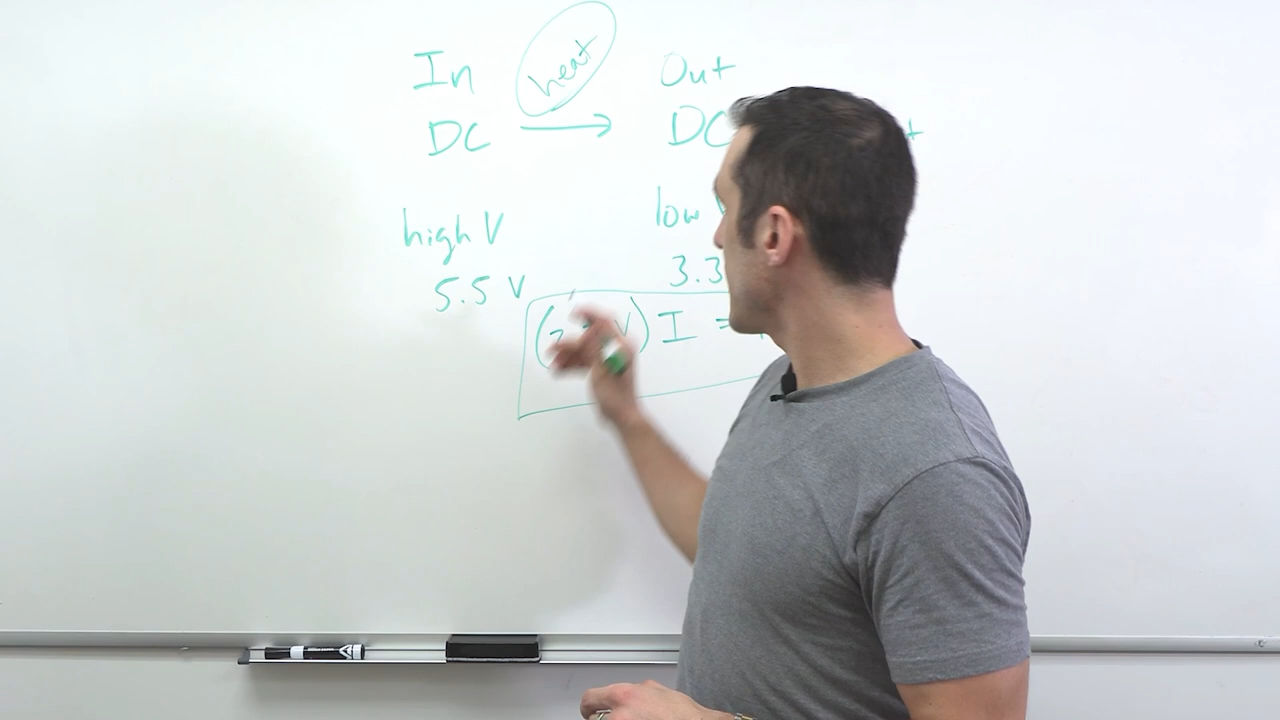 In heat Out
DC → DC
high V low
5.5 V 3.3
( V) I =